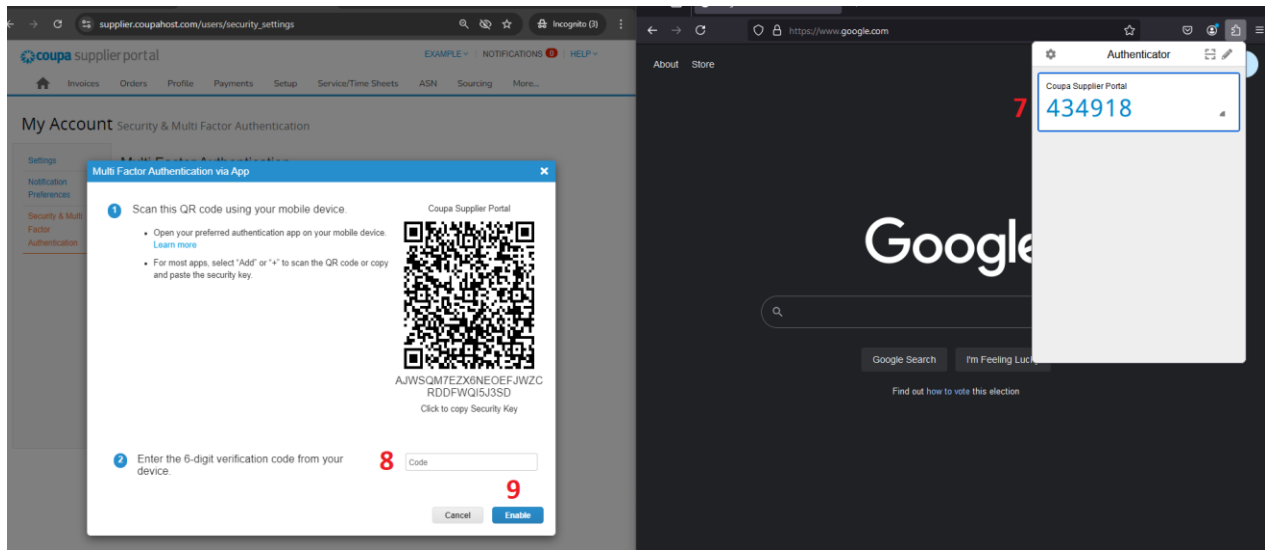 supplier.coupahost.com/users/security_settings
Incognito (3)
coupa supplier portal
EXAMPLE
NOTIFICATIONS 0
HELP
Invoices Orders Profile Payments Setup Service/Time Sheets ASN Sourcing More...
My Account Security & Multi Factor Authentication
Settings
Notification
Preferences
Security & Multi
Factor
Authentication
Multi Factor Authentication
Multi Factor Authentication via App
1 Scan this QR code using your mobile device.
• Open your preferred authentication app on your mobile device.
Learn more
• For most apps, select "Add" or "+" to scan the QR code or copy
and paste the security key.
Coupa Supplier Portal
AJWSQM7EZX6NEOEFJWZC
RDDFWQI5J3SD
Click to copy Security Key
2 Enter the 6-digit verification code from your
device.
8
Code
9
Cancel
Enable
https://www.google.com
About Store
Authenticator
7
Coupa Supplier Portal
434918
Google
Google Search
I'm Feeling Luc
Find out how to vote this election